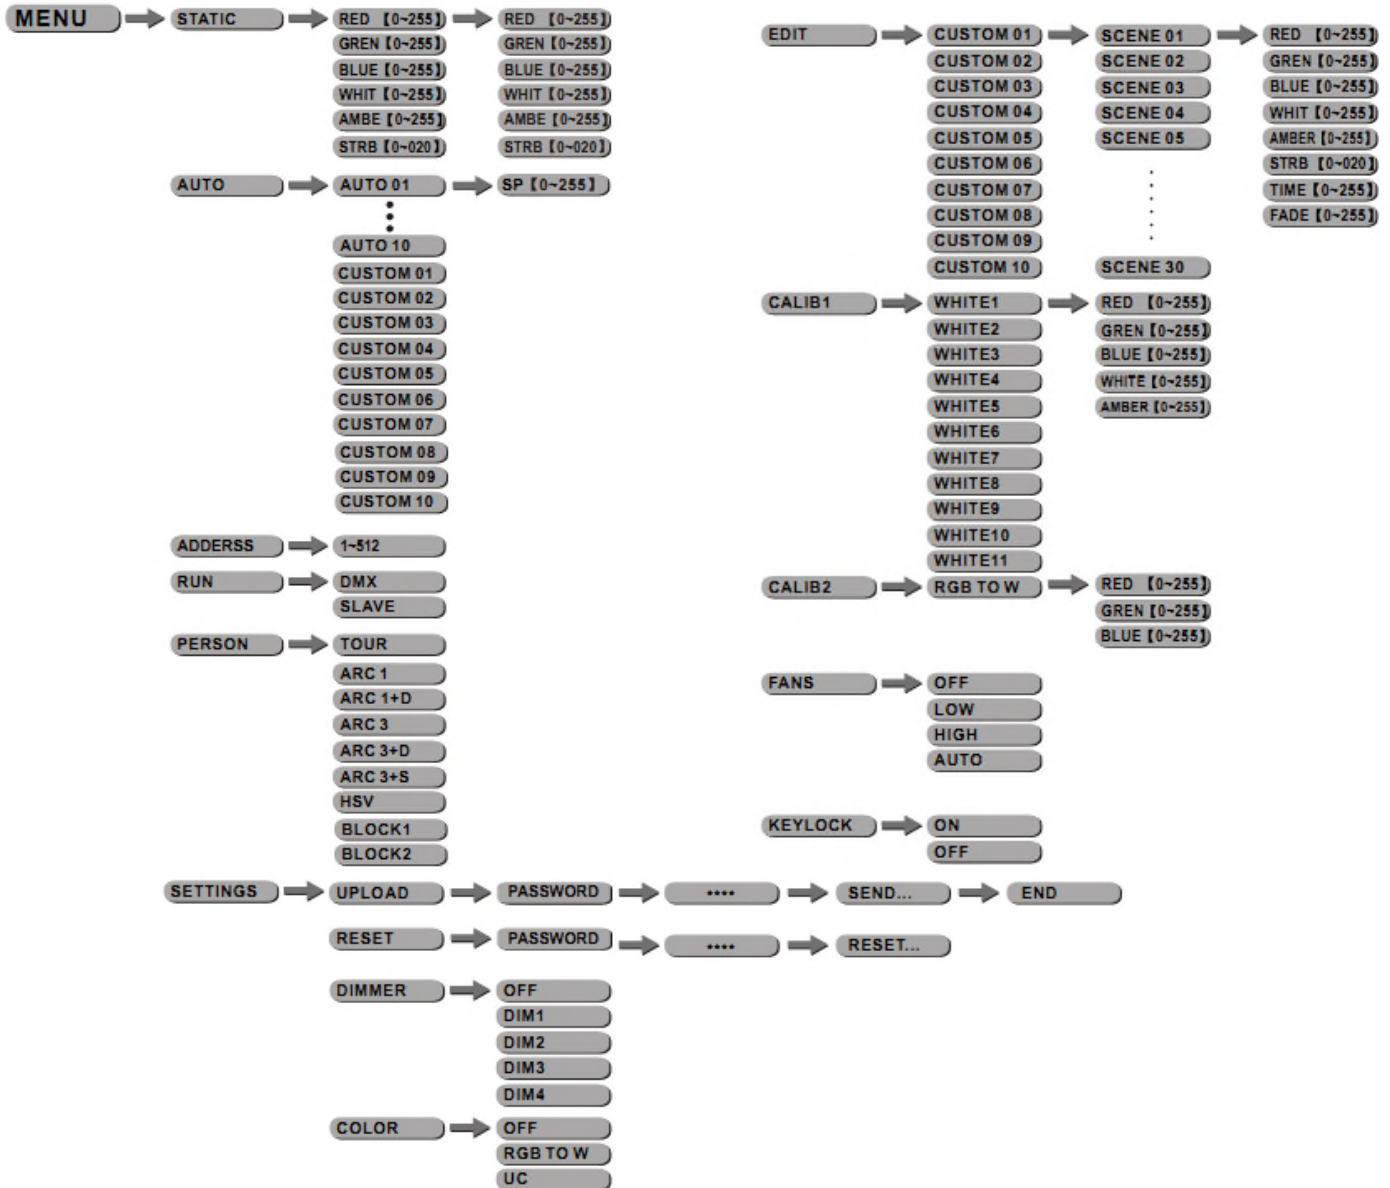 MENU
STATIC
RED 【0~255】
RED 【0~255】
GREN【0~255】
GREN【0~255】
BLUE【0~255】
BLUE【0~255】
WHIT【0~255】
WHIT【0~255】
AMBE【0~255】
AMBE【0~255】
STRB【0~020】
STRB【0~020】
AUTO
AUTO 01
SP【0~255】
AUTO 10
CUSTOM 01
CUSTOM 02
CUSTOM 03
CUSTOM 04
CUSTOM 05
CUSTOM 06
CUSTOM 07
CUSTOM 08
CUSTOM 09
CUSTOM 10
ADDERSS
1~512
RUN
DMX
SLAVE
PERSON
TOUR
ARC 1
ARC 1+D
ARC 3
ARC 3+D
ARC 3+S
HSV
BLOCK1
BLOCK2
EDIT
CUSTOM 01
SCENE 01
RED 【0~255】
CUSTOM 02
SCENE 02
GREN【0~255】
CUSTOM 03
SCENE 03
BLUE【0~255】
CUSTOM 04
SCENE 04
WHIT【0~255】
CUSTOM 05
SCENE 05
AMBER【0~255】
CUSTOM 06
STRB 【0~020】
CUSTOM 07
TIME【0~255】
CUSTOM 08
FADE【0~255】
CUSTOM 09
CUSTOM 10
SCENE 30
CALIB1
WHITE1
RED 【0~255】
WHITE2
GREN【0~255】
WHITE3
BLUE【0~255】
WHITE4
WHITE【0~255】
WHITE5
AMBER【0~255】
WHITE6
WHITE7
WHITE8
WHITE9
WHITE10
WHITE11
CALIB2
RGB TO W
RED 【0~255】
GREN【0~255】
BLUE【0~255】
FANS
OFF
LOW
HIGH
AUTO
KEYLOCK
ON
OFF
SETTINGS
UPLOAD
PASSWORD
****
SEND...
END
RESET
PASSWORD
****
RESET...
DIMMER
OFF
DIM1
DIM2
DIM3
DIM4
COLOR
OFF
RGB TO W
UC